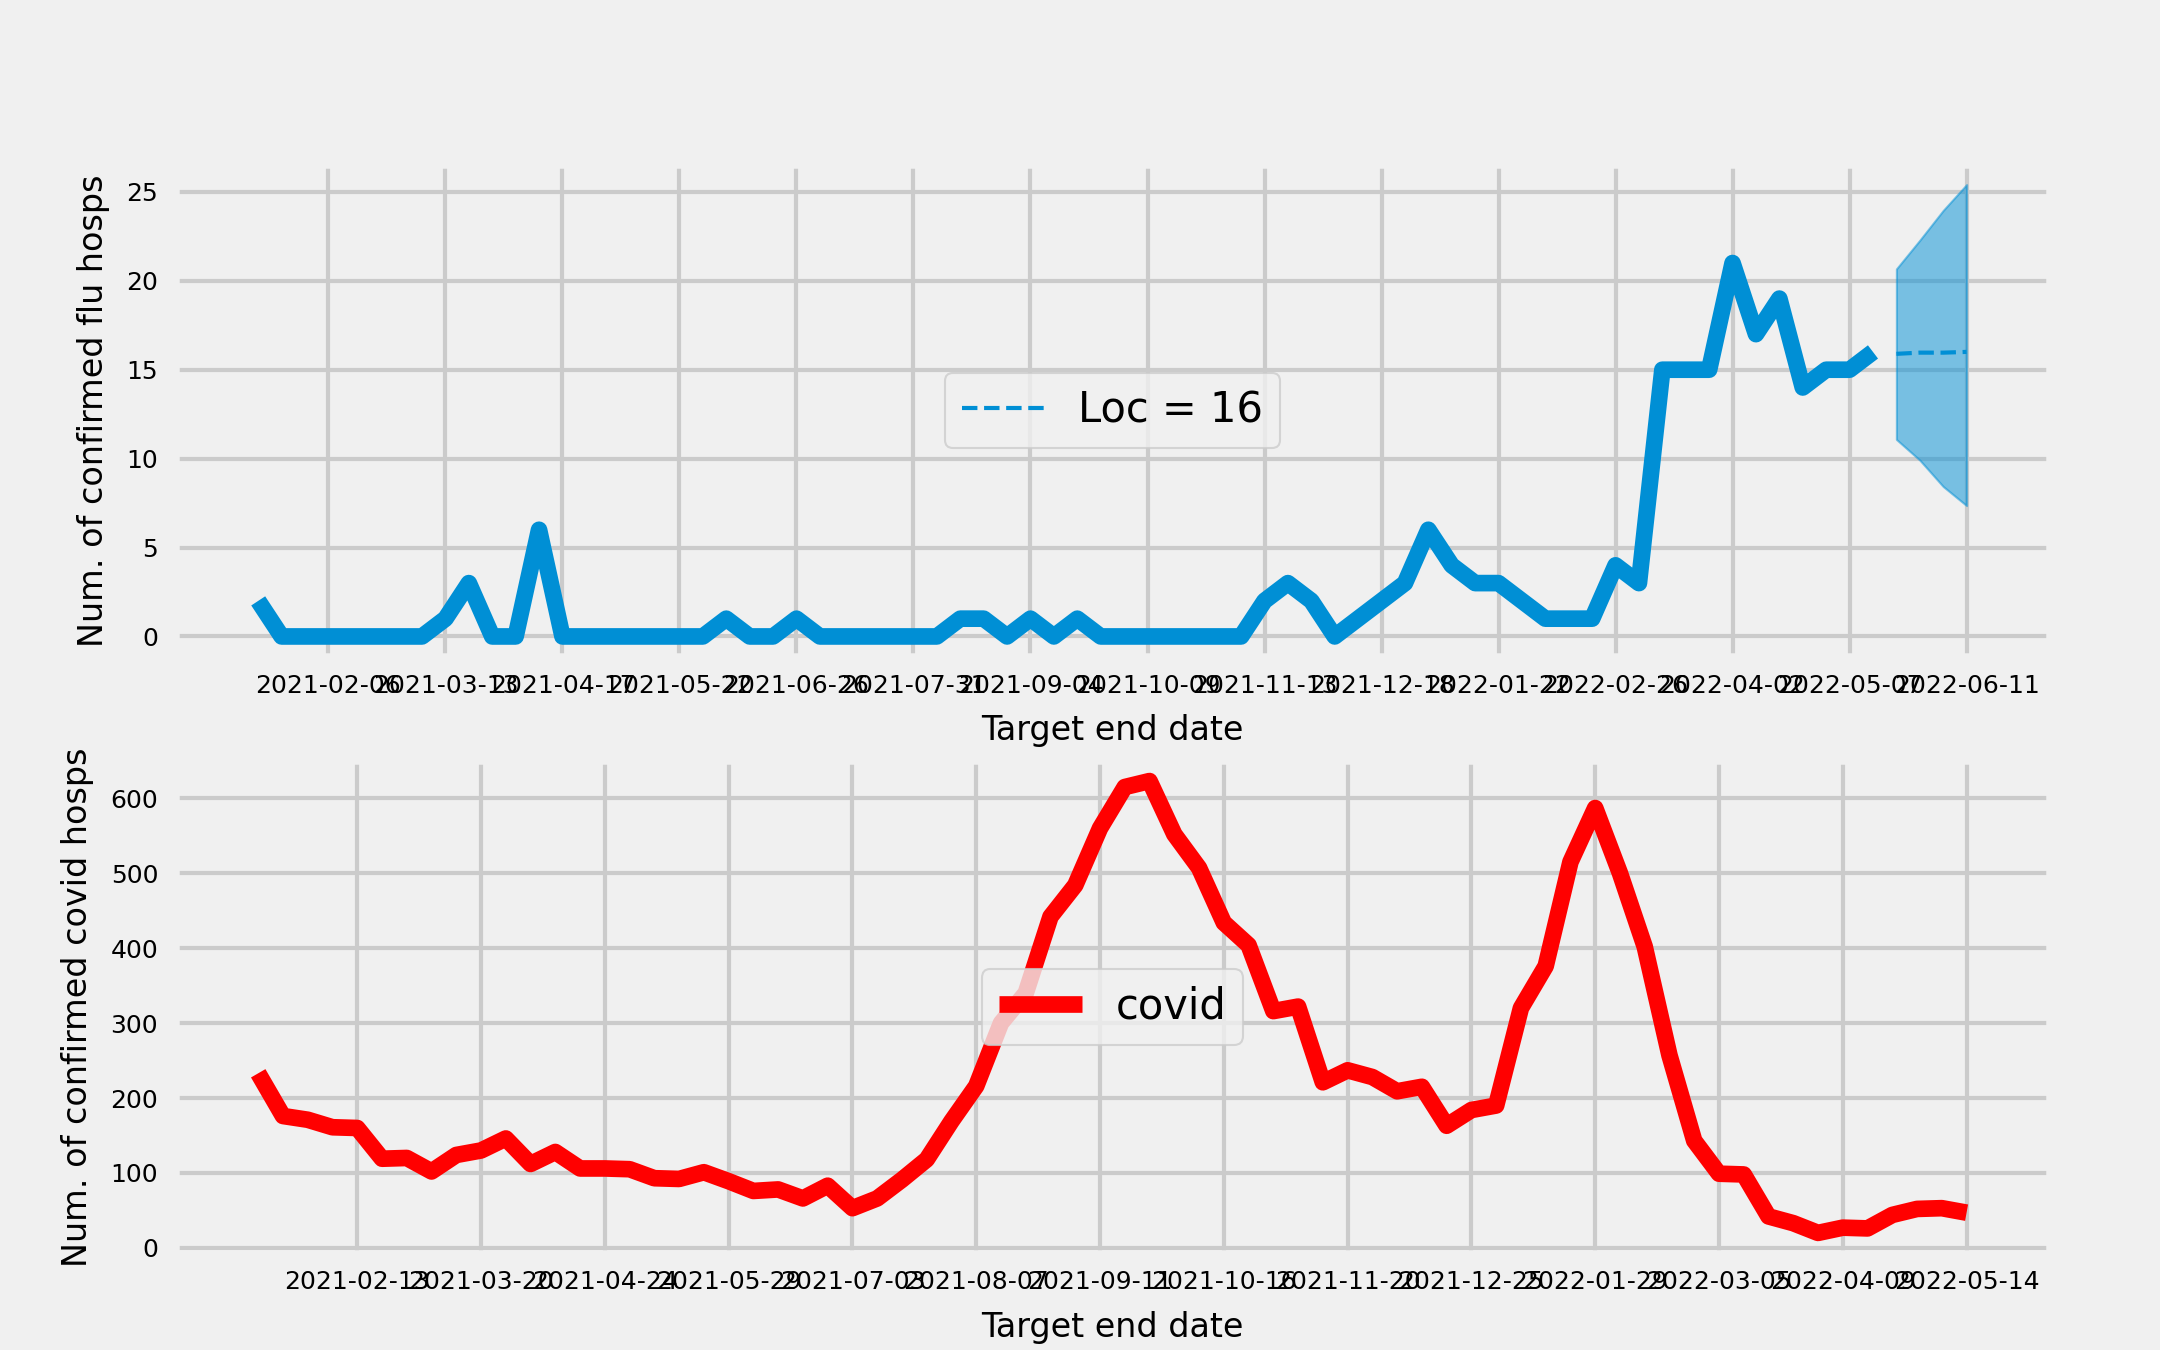 Num. of confirmed flu hosps
25
20
15
10
5
0
Loc = 16
2021-02-06 2021-03-13 2021-04-17 2021-05-22 2021-06-26 2021-07-31 2021-09-04 2021-10-09 2021-11-13 2021-12-18 2022-01-22 2022-02-26 2022-04-02 2022-05-07 2022-06-11
Target end date
Num. of confirmed covid hosps
600
500
400
300
200
100
0
covid
2021-02-13 2021-03-20 2021-04-24 2021-05-29 2021-07-03 2021-08-07 2021-09-11 2021-10-16 2021-11-20 2021-12-25 2022-01-29 2022-03-05 2022-04-09 2022-05-14
Target end date